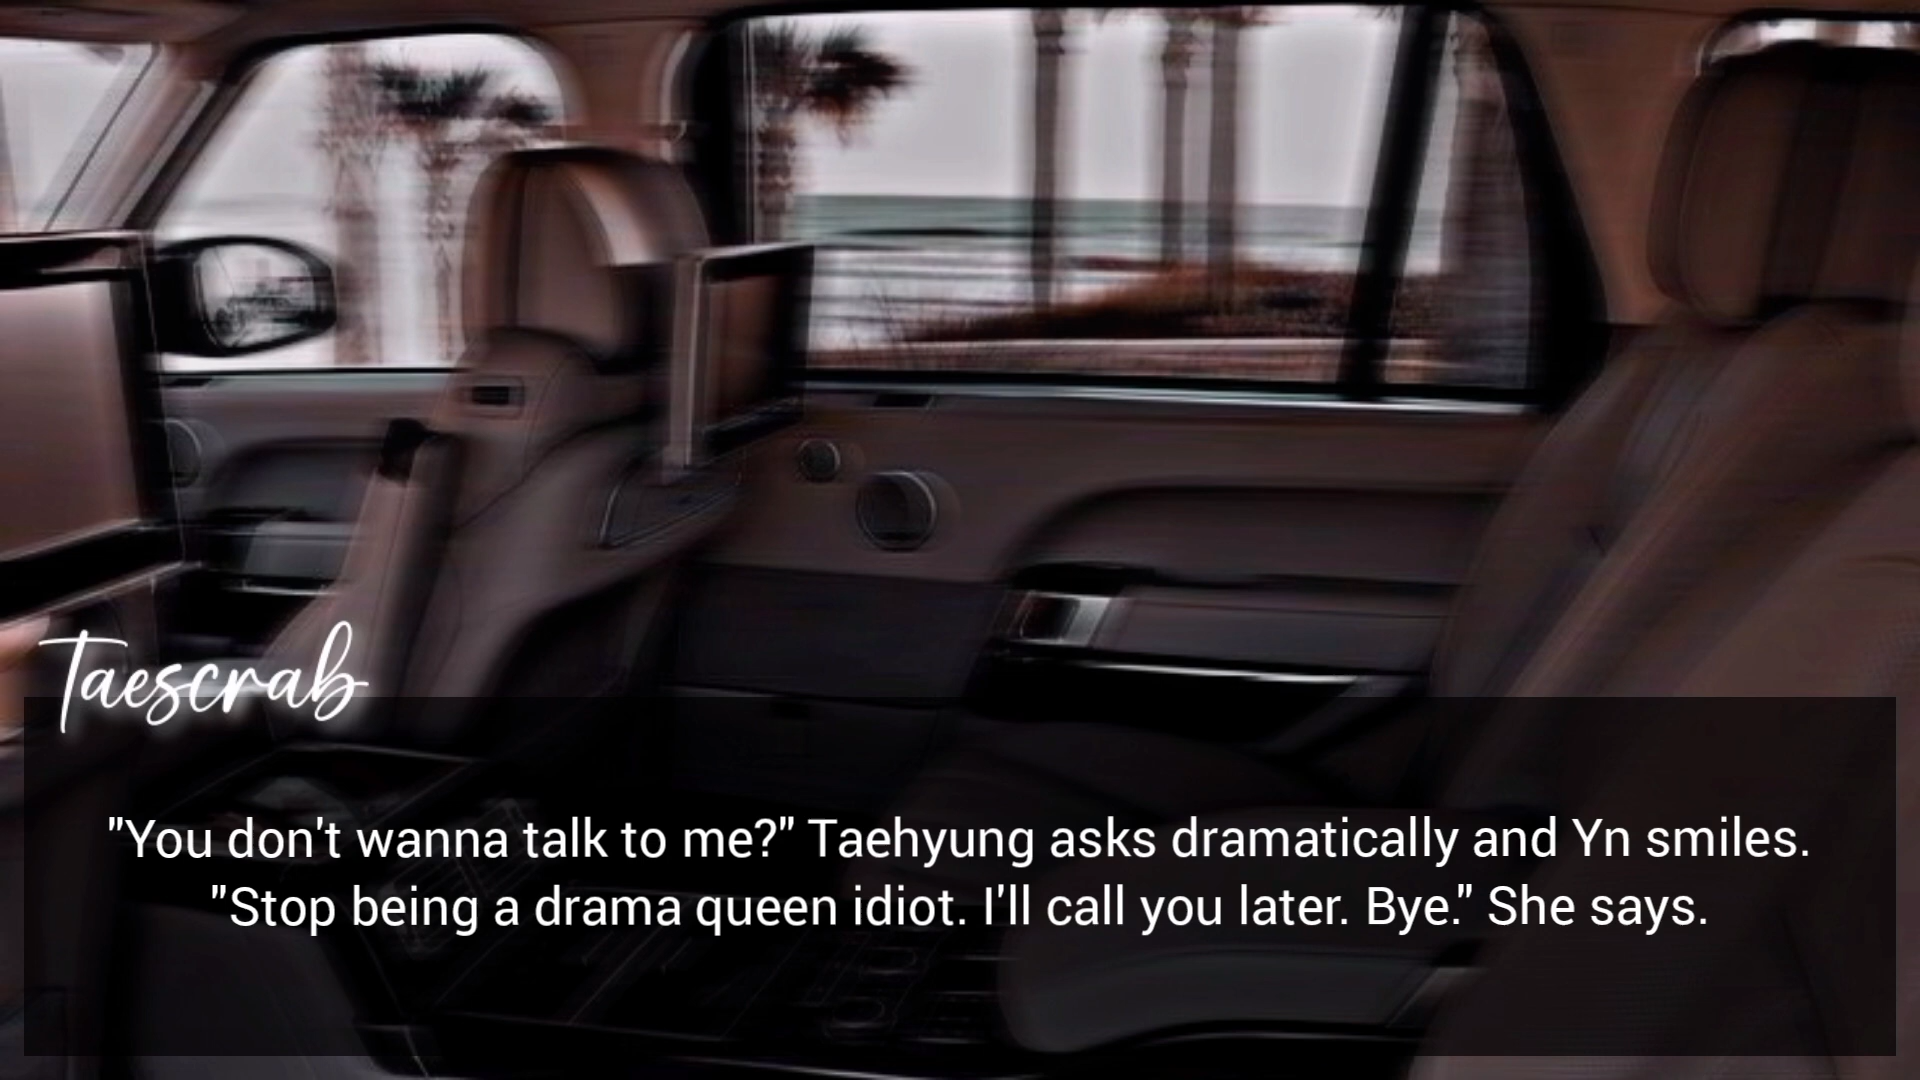 Taescrab
"You don't wanna talk to me?" Taehyung asks dramatically and Yn smiles.
"Stop being a drama queen idiot. I'll call you later. Bye." She says.